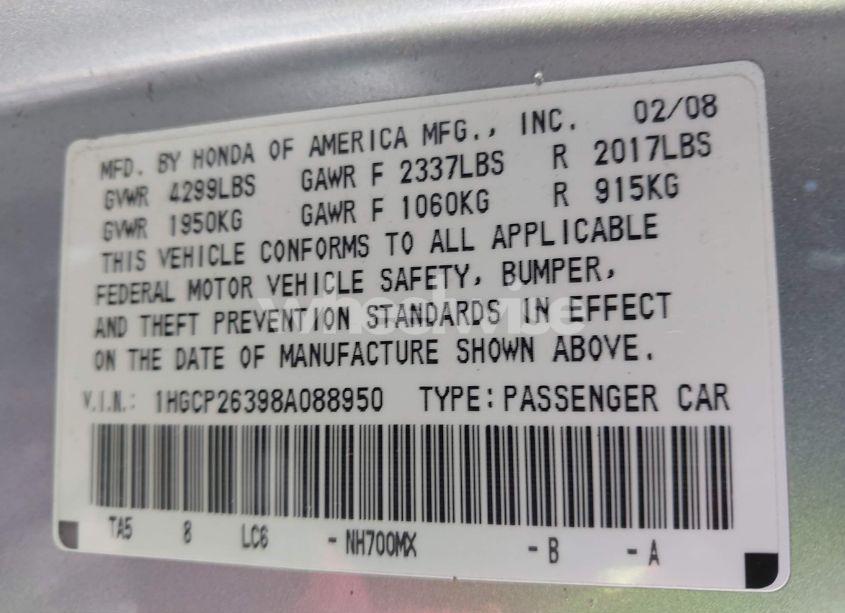 MFD. BY HONDA OF AMERICA MFG., INC. 02/08
GVWR 4299LBS GAWR F 2337LBS R 2017LBS
GVWR 1950KG GAWR F 1060KG R 915KG
THIS VEHICLE CONFORMS TO ALL APPLICABLE
FEDERAL MOTOR VEHICLE SAFETY, BUMPER,
AND THEFT PREVENTION STANDARDS IN EFFECT
ON THE DATE OF MANUFACTURE SHOWN ABOVE.
V.I.N.: 1HGCP26398A088950 TYPE: PASSENGER CAR
TA5 8 LC6 - NH700MX - B - A
wheelwise